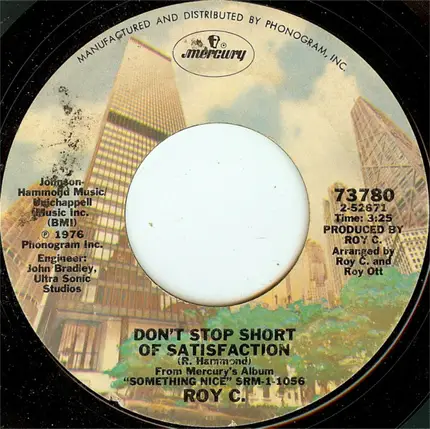 MANUFACTURED AND DISTRIBUTED BY PHONOGRAM, INC.
mercury
Johnson-
Hammond Music/
Unichappell
Music Inc.
(BMI)
℗ 1976
Phonogram Inc.
Engineer:
John Bradley,
Ultra Sonic
Studios
73780
2-52671
Time: 3:25
PRODUCED BY
ROY C.
Arranged by
Roy C. and
Roy Ott
DON'T STOP SHORT
OF SATISFACTION
(R. Hammond)
From Mercury's Album
"SOMETHING NICE" SRM-1-1056
ROY C.